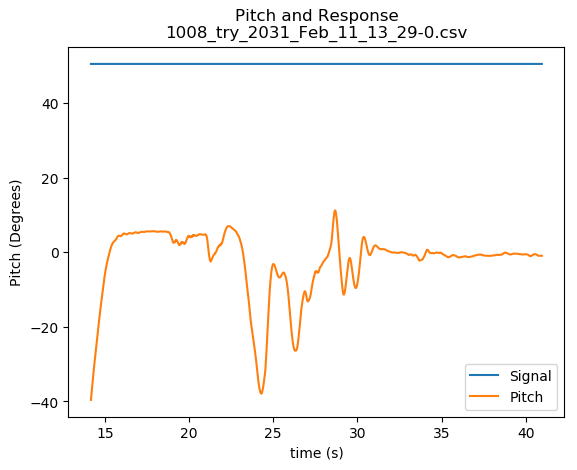 Pitch and Response
1008_try_2031_Feb_11_13_29-0.csv
Pitch (Degrees)
40
20
0
−20
−40
15
20
25
30
35
40
time (s)
Signal
Pitch